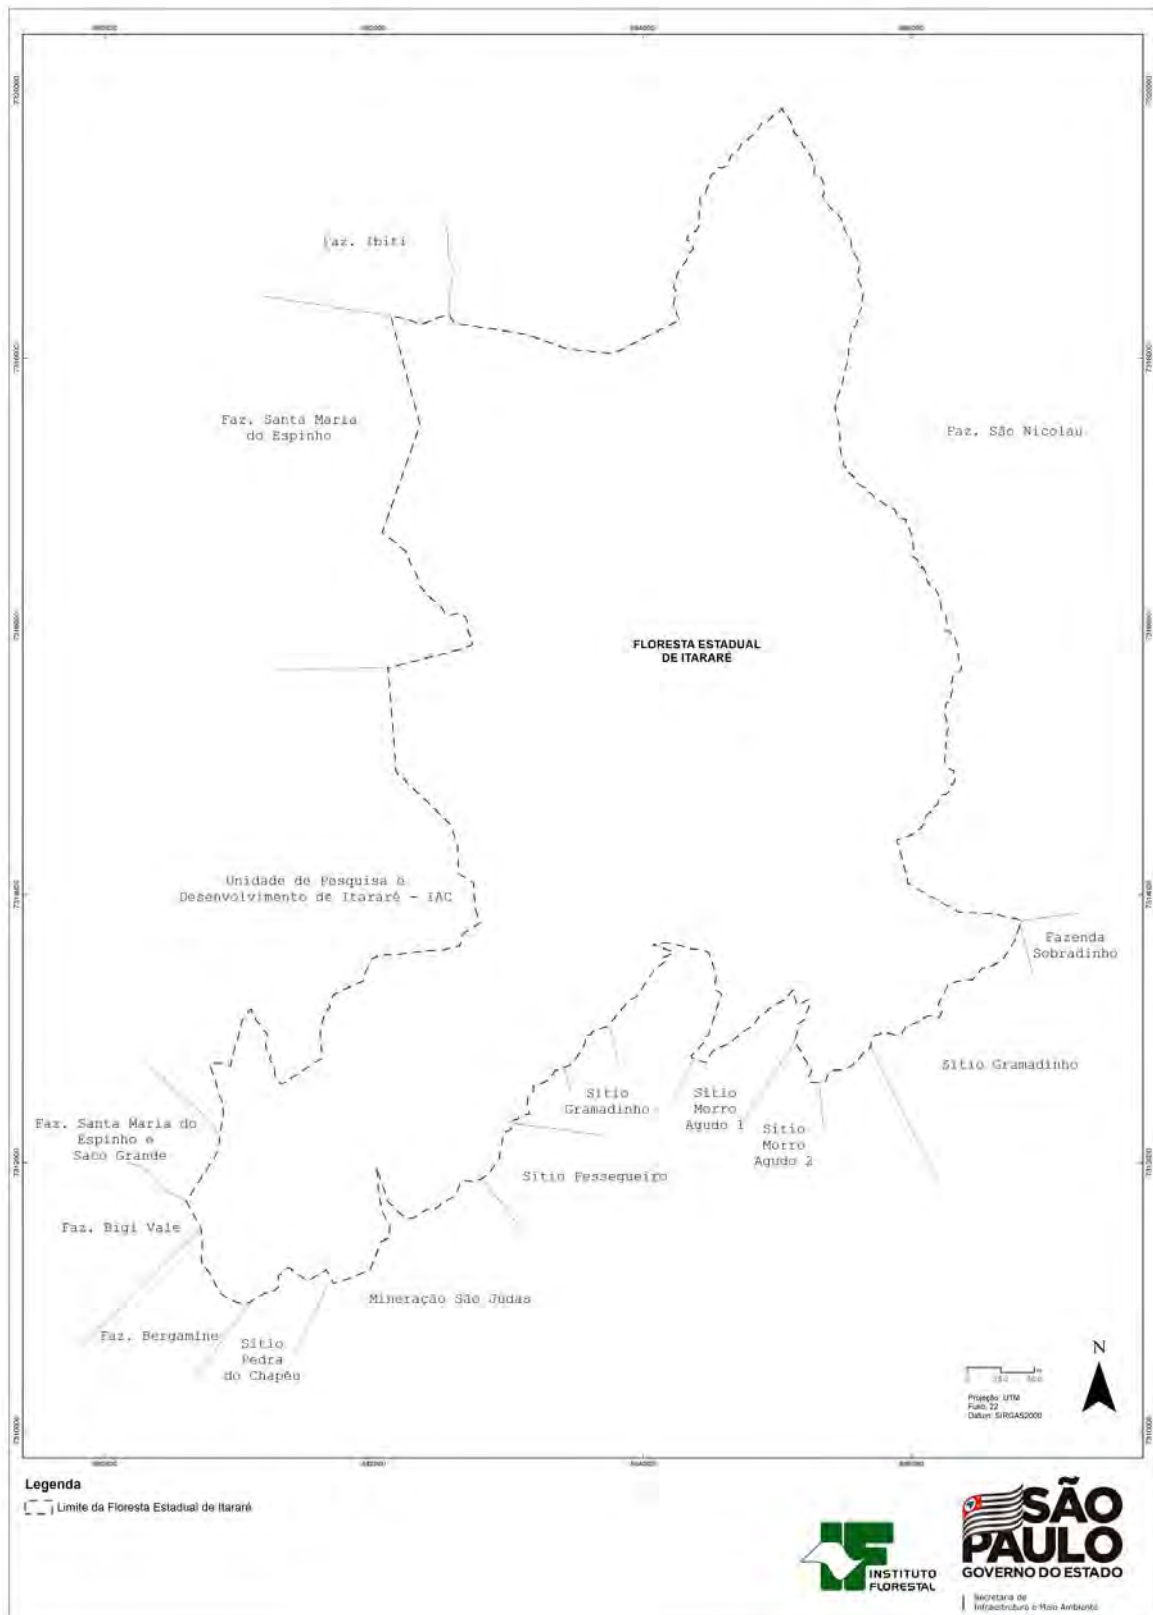 Faz. Ibiti
Faz. Santa Maria
do Espinho
Faz. São Nicolau
FLORESTA ESTADUAL
DE ITARARÉ
Unidade de Pesquisa e
Desenvolvimento de Itararé - IAC
Fazenda
Sobradinho
Sítio Gramadinho
Sítio
Gramadinho
Sítio
Morro
Agudo 1
Sítio
Morro
Agudo 2
Faz. Santa Maria do
Espinho e
Saco Grande
Sítio Pessegueiro
Faz. Bigi Vale
Mineração São Judas
Faz. Bergamine
Sítio
Pedra
do Chapéu
N
Projeção: UTM
Fuso: 22
Datum: SIRGAS2000
Legenda
Limite da Floresta Estadual de Itararé
INSTITUTO
FLORESTAL
SÃO
PAULO
GOVERNO DO ESTADO
Secretaria de
Infraestrutura e Meio Ambiente